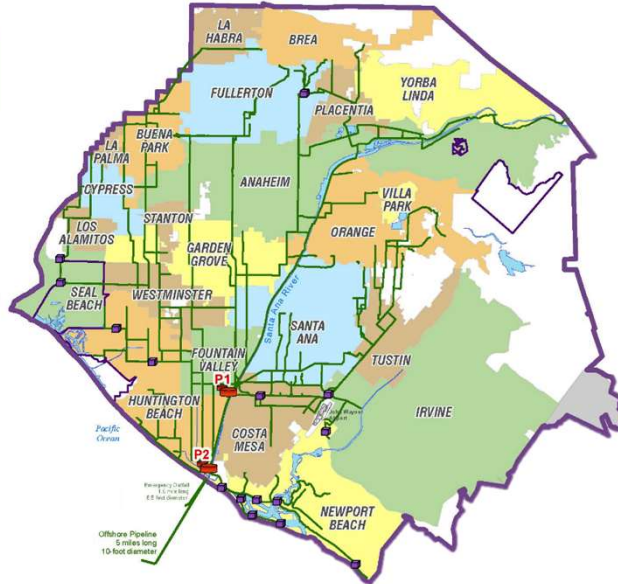 LA
HABRA
BREA
FULLERTON
YORBA
LINDA
PLACENTIA
BUENA
PARK
LA
PALMA
CYPRESS
ANAHEIM
STANTON
VILLA
PARK
LOS
ALAMITOS
GARDEN
GROVE
ORANGE
SEAL
BEACH
WESTMINSTER
Santa Ana River
SANTA
ANA
FOUNTAIN
VALLEY
TUSTIN
P1
HUNTINGTON
BEACH
IRVINE
COSTA
MESA
Pacific
Ocean
P2
NEWPORT
BEACH
Offshore Pipeline
5 miles long
10-foot diameter